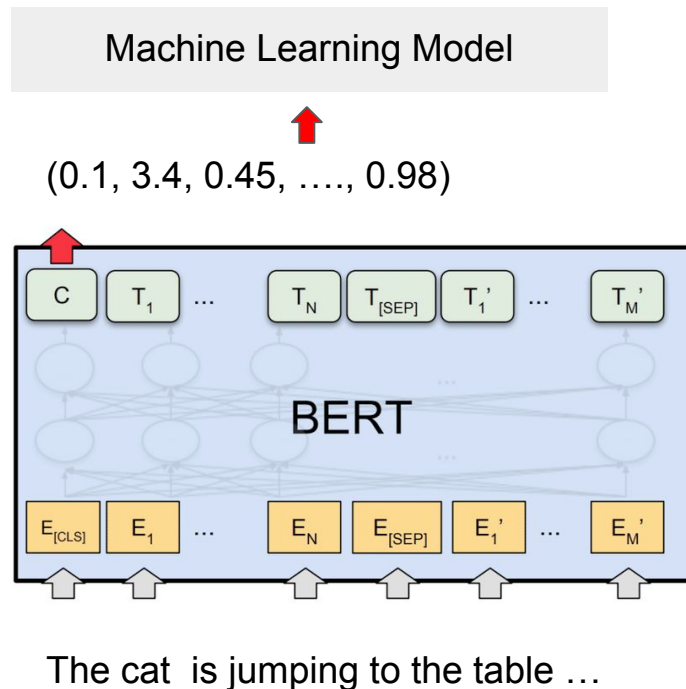 Machine Learning Model
(0.1, 3.4, 0.45, …., 0.98)
C T1 ... TN T[SEP] T1' ... TM'
...
BERT
...
E[CLS] E1 ... EN E[SEP] E1' ... EM'
The cat is jumping to the table …